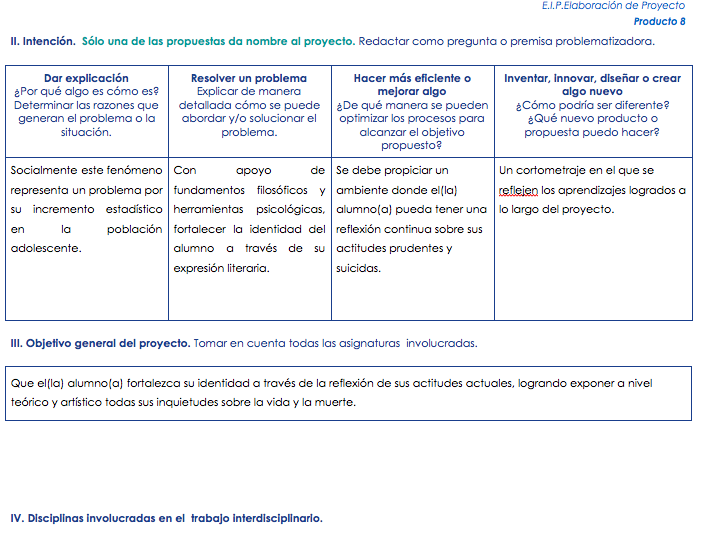 E.I.P.Elaboración de Proyecto
Producto 8
II. Intención. Sólo una de las propuestas da nombre al proyecto. Redactar como pregunta o premisa problematizadora.
Dar explicación
¿Por qué algo es cómo es?
Determinar las razones que
generan el problema o la
situación.
Resolver un problema
Explicar de manera
detallada cómo se puede
abordar y/o solucionar el
problema.
Hacer más eficiente o
mejorar algo
¿De qué manera se pueden
optimizar los procesos para
alcanzar el objetivo
propuesto?
Inventar, innovar, diseñar o crear
algo nuevo
¿Cómo podría ser diferente?
¿Qué nuevo producto o
propuesta puedo hacer?
Socialmente este fenómeno
representa un problema por
su incremento estadístico
en la población
adolescente.
Con apoyo de
fundamentos filosóficos y
herramientas psicológicas,
fortalecer la identidad del
alumno a través de su
expresión literaria.
Se debe propiciar un
ambiente donde el(la)
alumno(a) pueda tener una
reflexión continua sobre sus
actitudes prudentes y
suicidas.
Un cortometraje en el que se
reflejen los aprendizajes logrados a
lo largo del proyecto.
III. Objetivo general del proyecto. Tomar en cuenta todas las asignaturas involucradas.
Que el(la) alumno(a) fortalezca su identidad a través de la reflexión de sus actitudes actuales, logrando exponer a nivel
teórico y artístico todas sus inquietudes sobre la vida y la muerte.
IV. Disciplinas involucradas en el trabajo interdisciplinario.